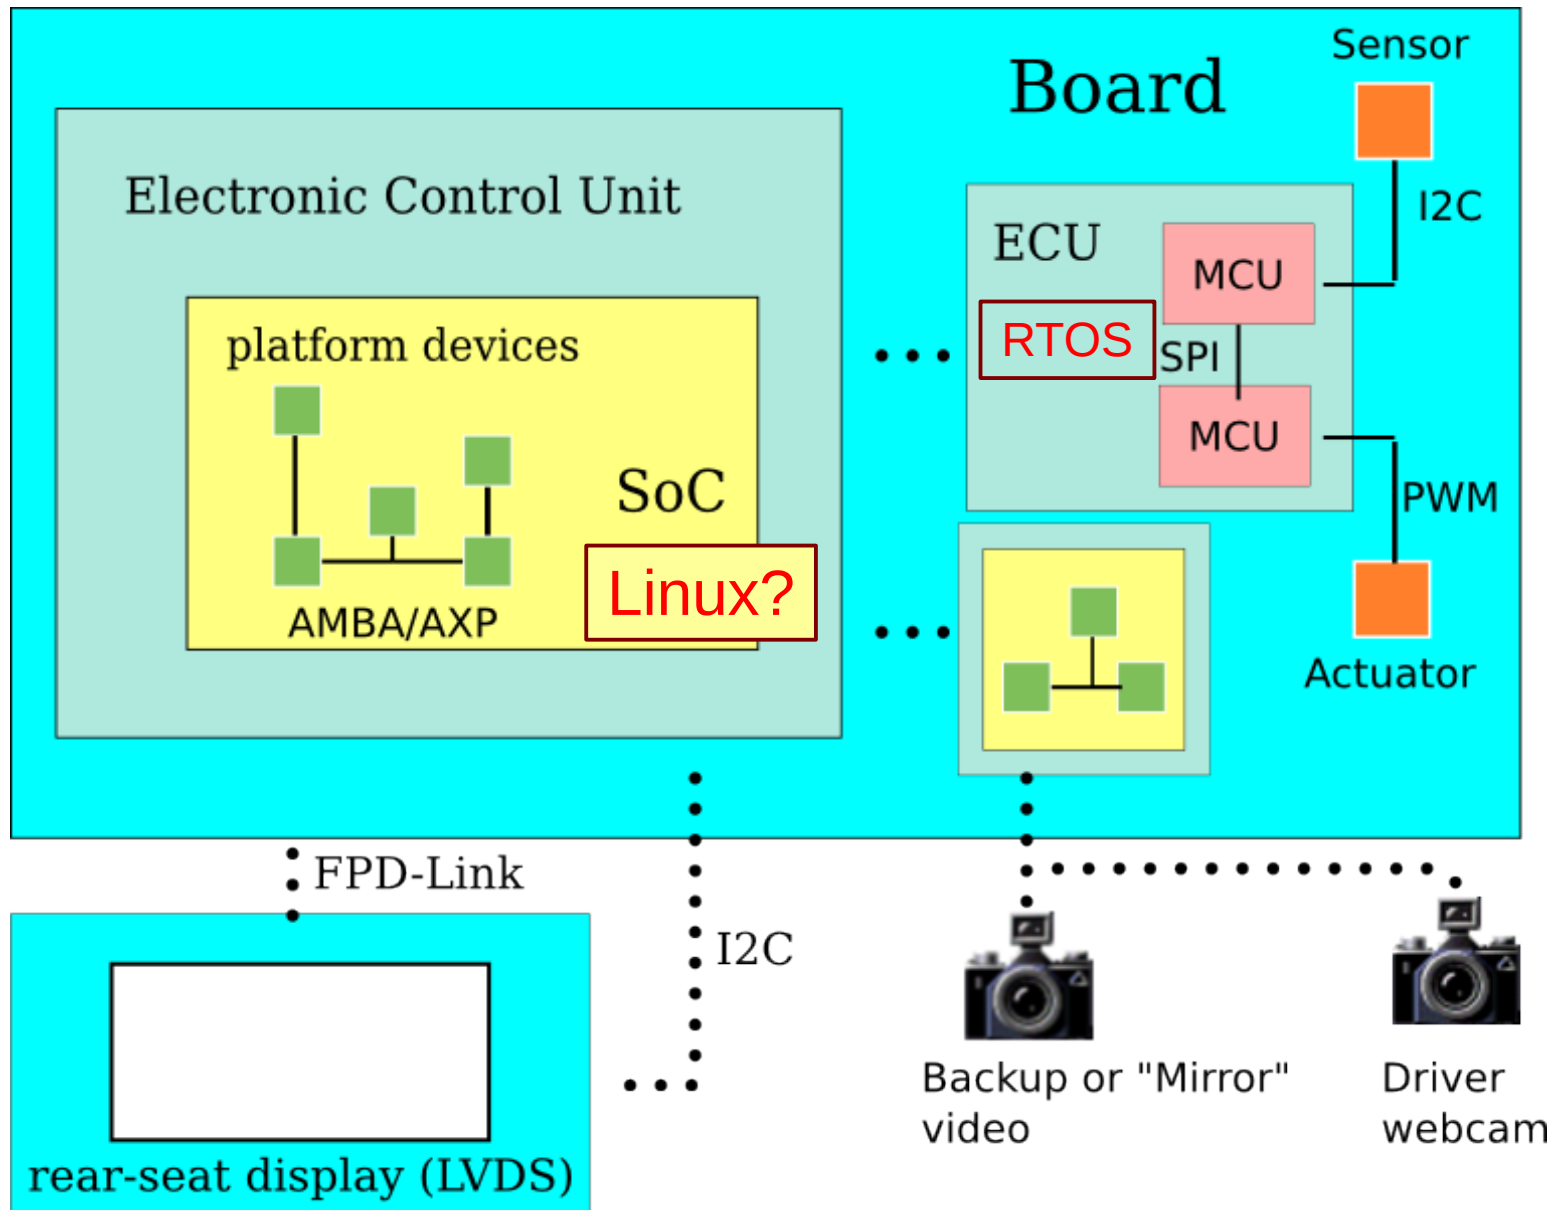 Sensor
Board
Electronic Control Unit
I2C
ECU
MCU
RTOS
platform devices
SPI
MCU
SoC
PWM
Linux?
AMBA/AXP
Actuator
FPD-Link
I2C
Backup or "Mirror"
video
Driver
webcam
rear-seat display (LVDS)